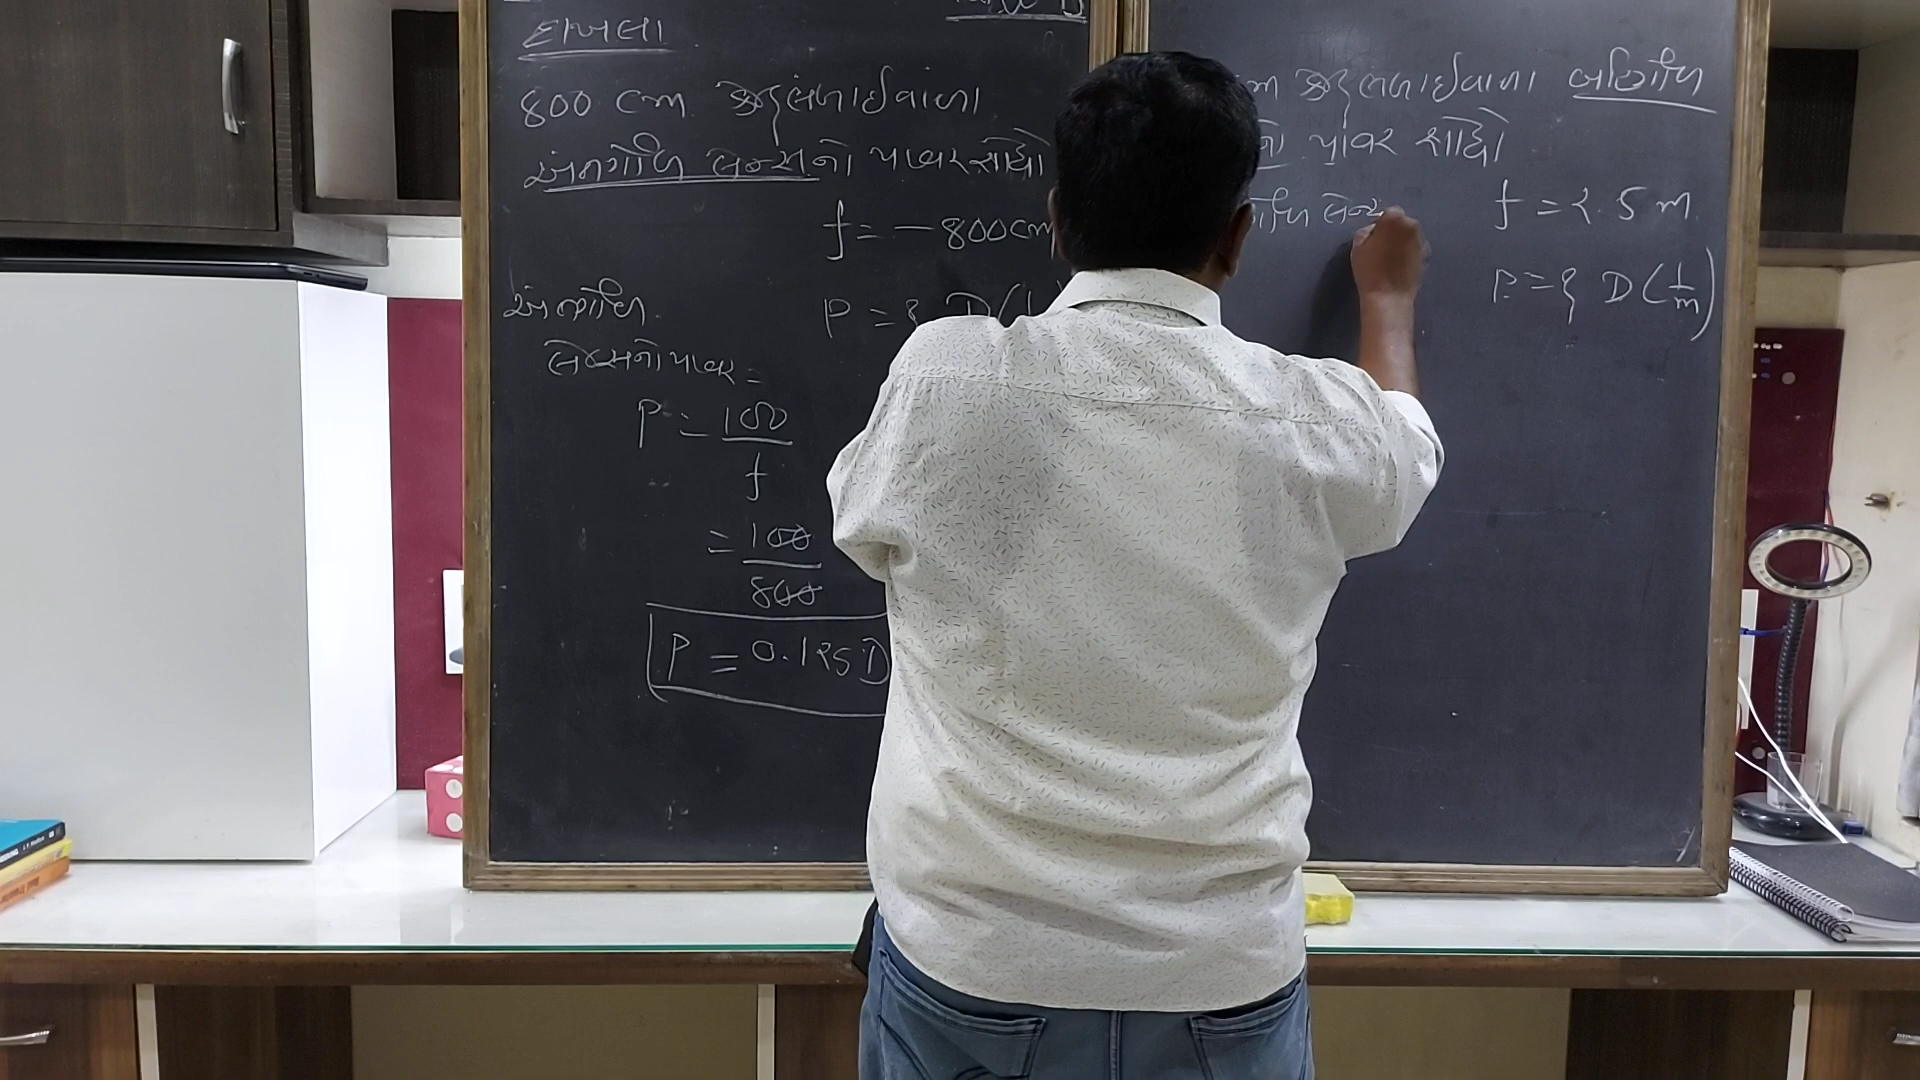 દાખલા
800 cm કેન્દ્રલંબાઈવાળા
અંતર્ગોળ લેન્સનો પાવર શોધો
f = – 800 cm
P = ? D (
અંતર્ગોળ
લેન્સનો પાવર =
P = 100
f
= 100
800
P = 0.125 D
m કેન્દ્રલંબાઈવાળા બહિર્ગોળ
નો પાવર શોધો
લેન્સ
f = 2.5 m
P = ? D (1/m)